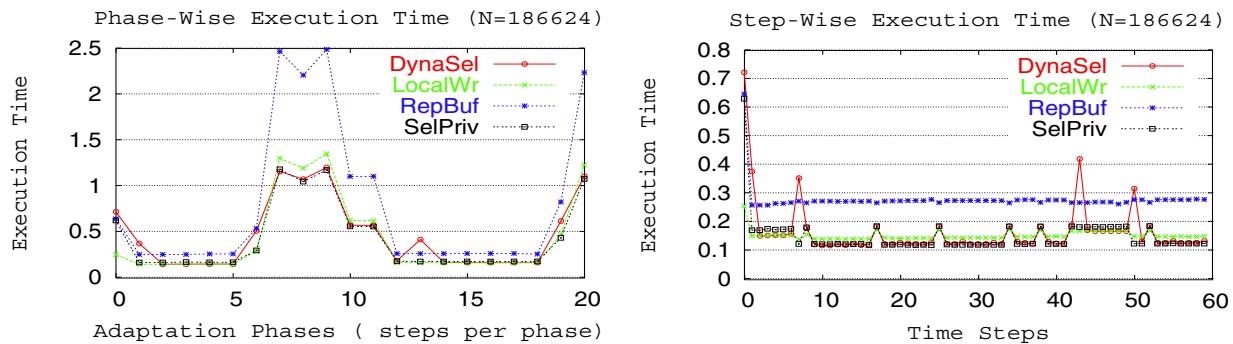 Phase-Wise Execution Time (N=186624)
Execution Time
2.5
2
1.5
1
0.5
0
DynaSel
LocalWr
RepBuf
SelPriv
0 5 10 15 20
Adaptation Phases ( steps per phase)
Step-Wise Execution Time (N=186624)
Execution Time
0.8
0.7
0.6
0.5
0.4
0.3
0.2
0.1
0
DynaSel
LocalWr
RepBuf
SelPriv
0 10 20 30 40 50 60
Time Steps